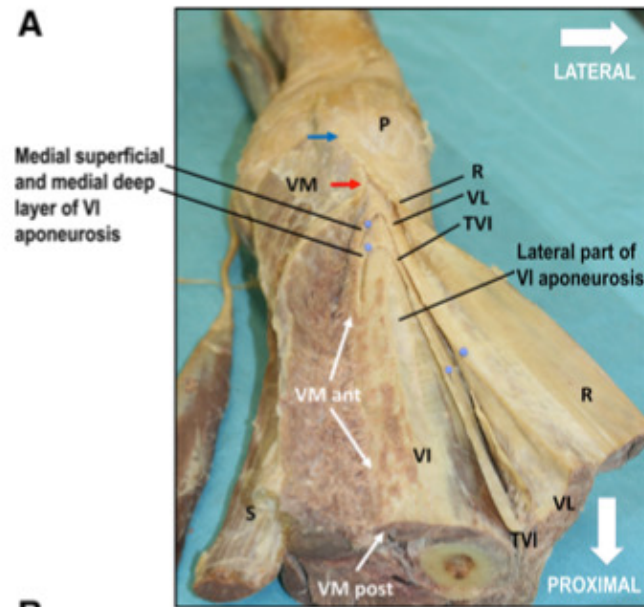 A
LATERAL
P
Medial superficial
and medial deep
layer of VI
aponeurosis
VM
R
VL
TVI
Lateral part of
VI aponeurosis
VM ant
R
VI
S
VL
TVI
VM post
PROXIMAL